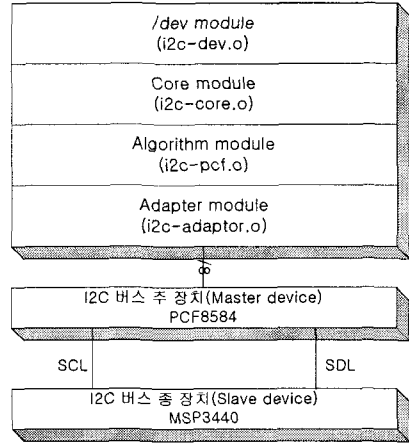 /dev module
(i2c-dev.o)
Core module
(i2c-core.o)
Algorithm module
(i2c-pcf.o)
Adapter module
(i2c-adaptor.o)
8
I2C 버스 주 장치(Master device)
PCF8584
SCL
SDL
I2C 버스 종 장치(Slave device)
MSP3440